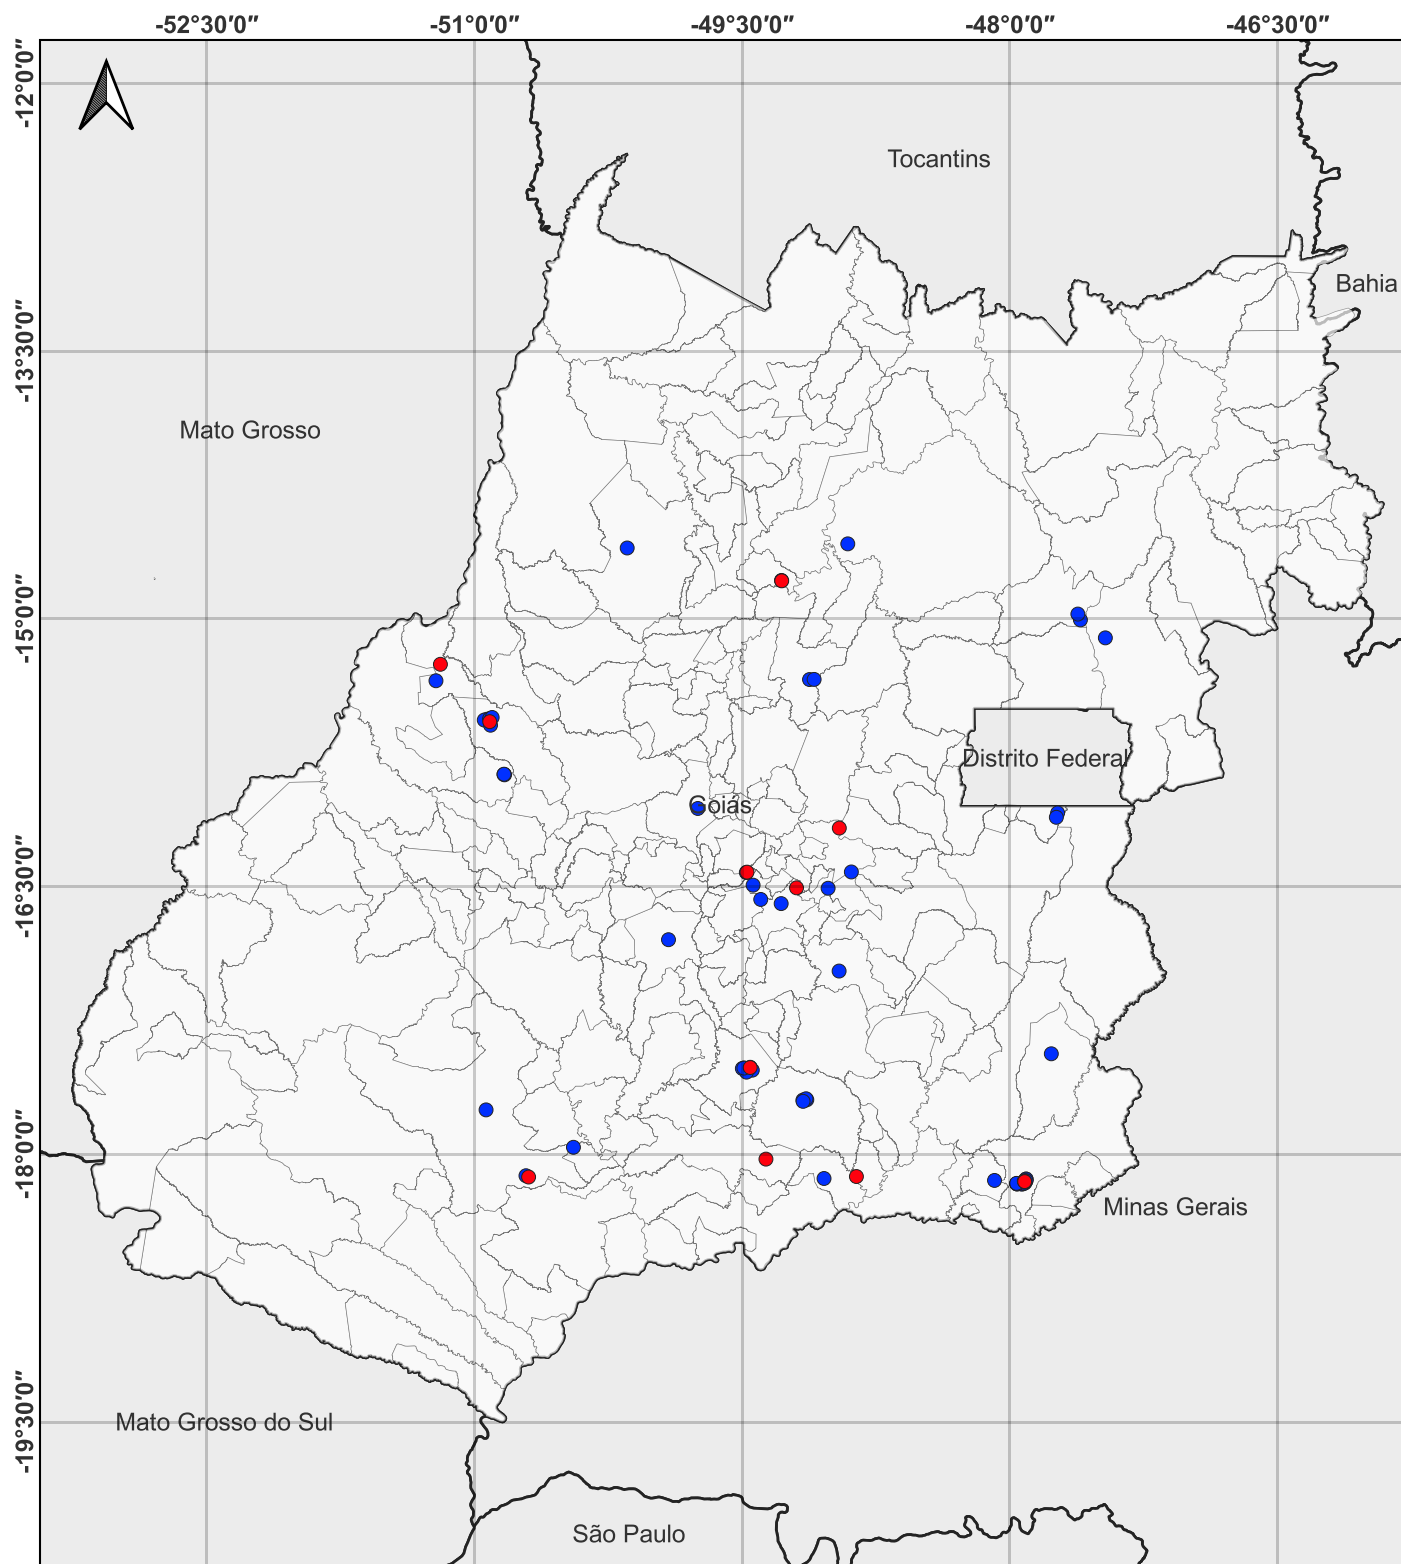 -52°30′0″ -51°0′0″ -49°30′0″ -48°0′0″ -46°30′0″
-12°0′0″
Tocantins
Bahia
-13°30′0″
Mato Grosso
-15°0′0″
Distrito Federal
Goiás
-16°30′0″
-18°0′0″
Minas Gerais
-19°30′0″
Mato Grosso do Sul
São Paulo